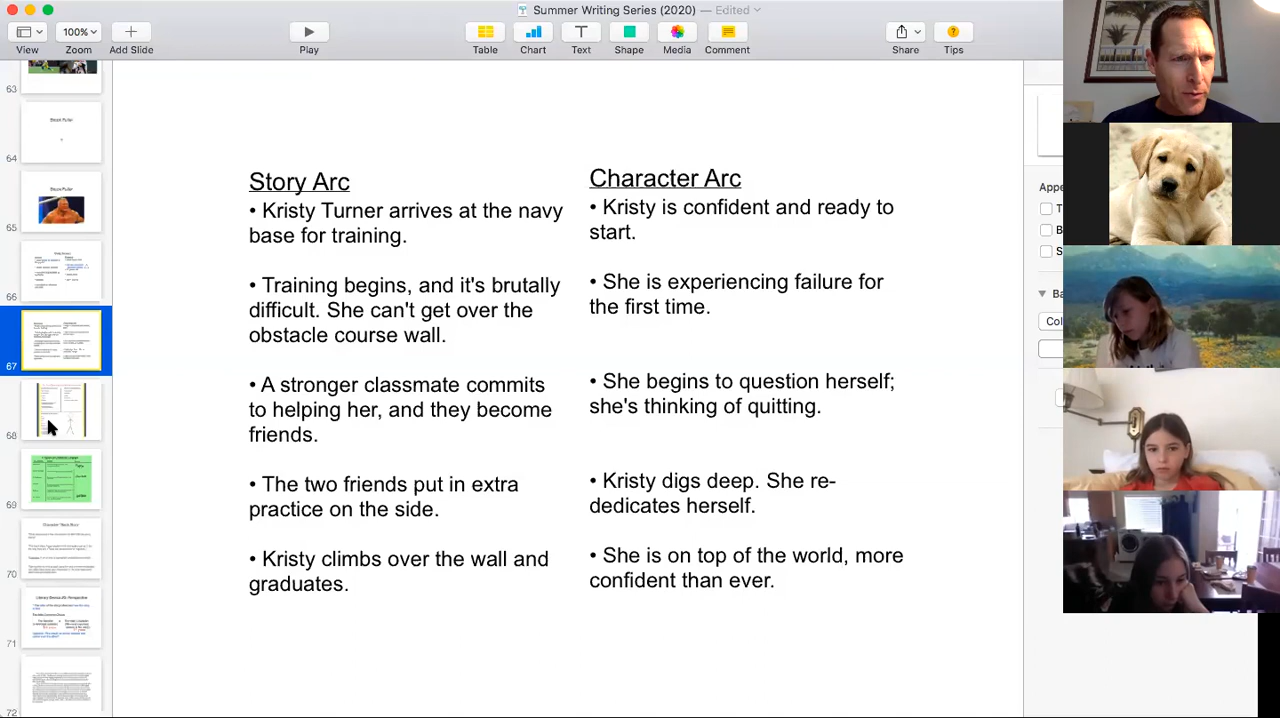 Summer Writing Series (2020) — Edited
100%
View
Zoom
Add Slide
Play
Table
Chart
Text
Shape
Media
Comment
Share
Tips
63
64
65
66
67
68
69
70
71
72
Story Arc
• Kristy Turner arrives at the navy
base for training.
• Training begins, and it's brutally
difficult. She can't get over the
obstacle course wall.
• A stronger classmate commits
to helping her, and they become
friends.
• The two friends put in extra
practice on the side.
• Kristy climbs over the wall and
graduates.
Character Arc
• Kristy is confident and ready to
start.
• She is experiencing failure for
the first time.
• She begins to question herself;
she's thinking of quitting.
• Kristy digs deep. She re-
dedicates herself.
• She is on top of the world, more
confident than ever.
Appe
T
B
S
Ba
Col